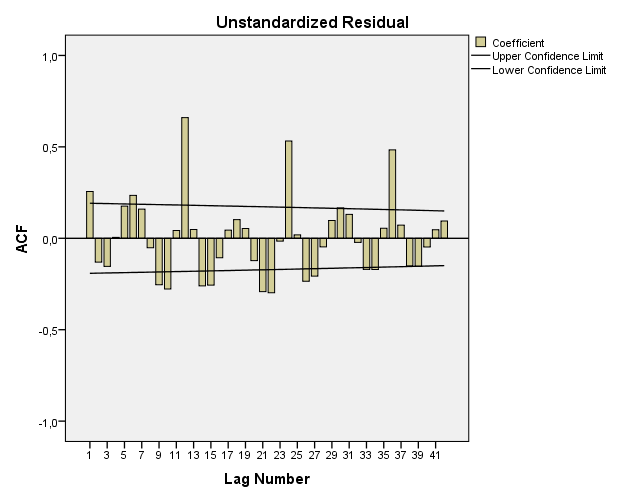 Unstandardized Residual
Coefficient
Upper Confidence Limit
Lower Confidence Limit
1,0
0,5
0,0
-0,5
-1,0
ACF
1 3 5 7 9 11 13 15 17 19 21 23 25 27 29 31 33 35 37 39 41
Lag Number